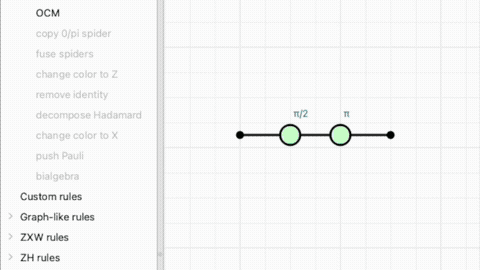 OCM
copy 0/pi spider
fuse spiders
change color to Z
remove identity
decompose Hadamard
change color to X
push Pauli
bialgebra
Custom rules
Graph-like rules
ZXW rules
ZH rules
π/2 π